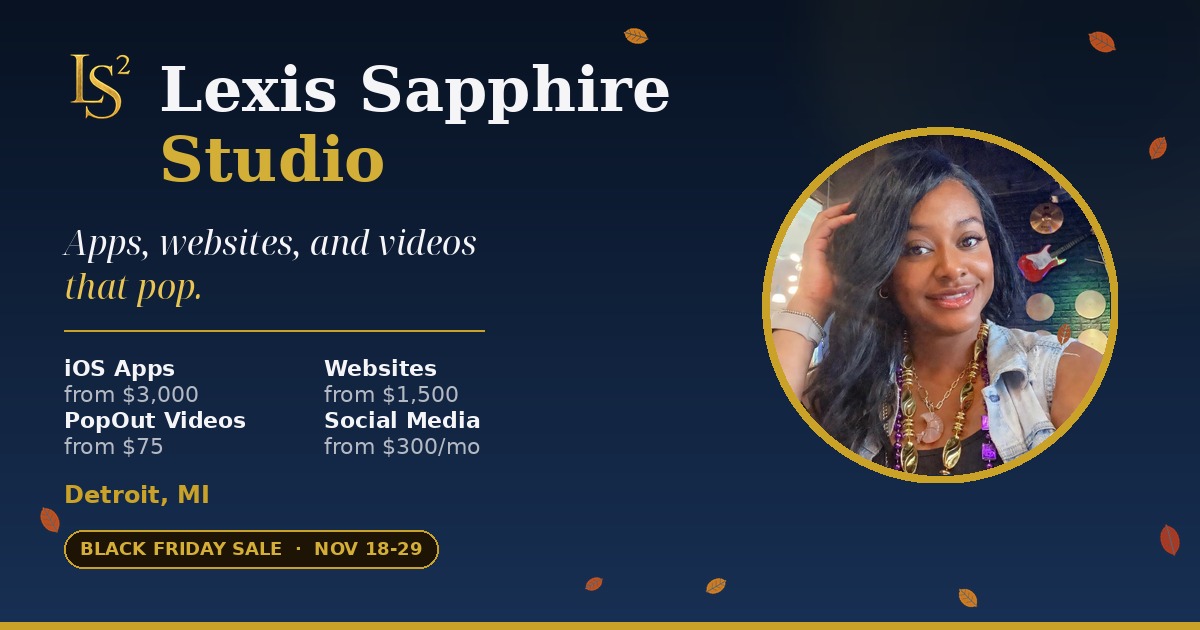 LS²
Lexis Sapphire
Studio
Apps, websites, and videos
that pop.
iOS Apps
from $3,000
Websites
from $1,500
PopOut Videos
from $75
Social Media
from $300/mo
Detroit, MI
BLACK FRIDAY SALE · NOV 18-29